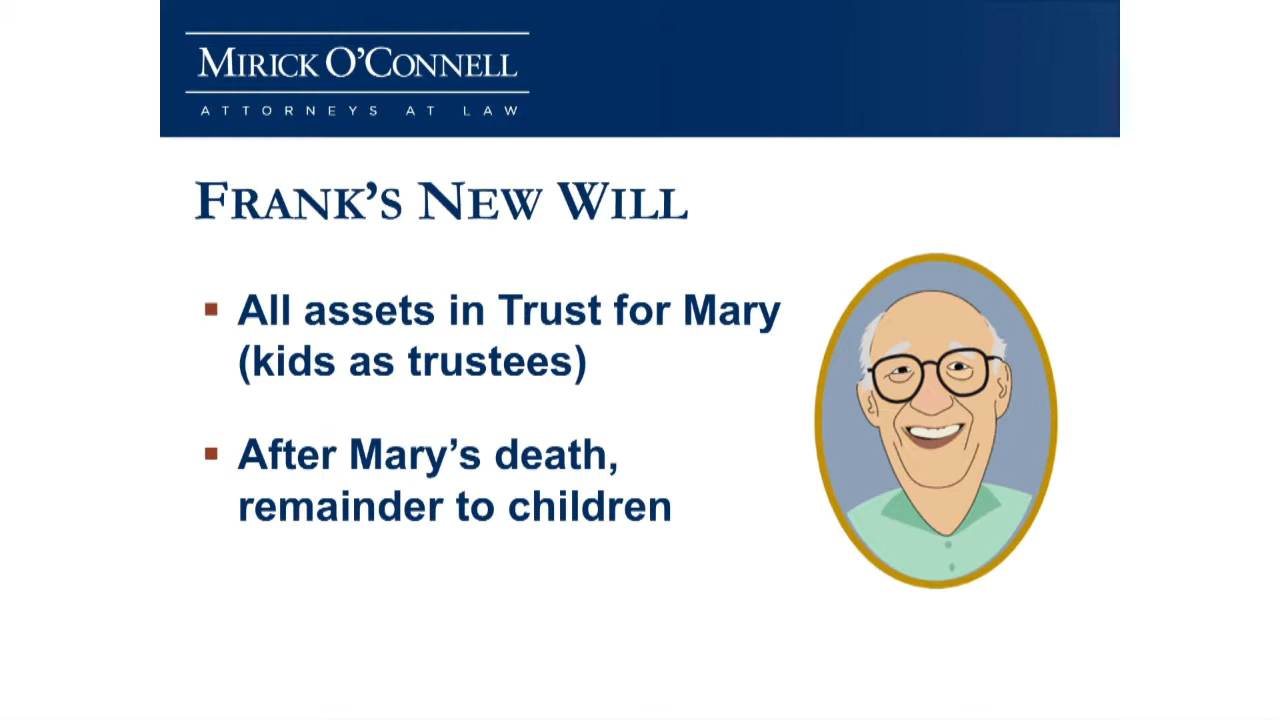 MIRICK O'CONNELL
ATTORNEYS AT LAW
FRANK'S NEW WILL
▪ All assets in Trust for Mary
(kids as trustees)
▪ After Mary's death,
remainder to children